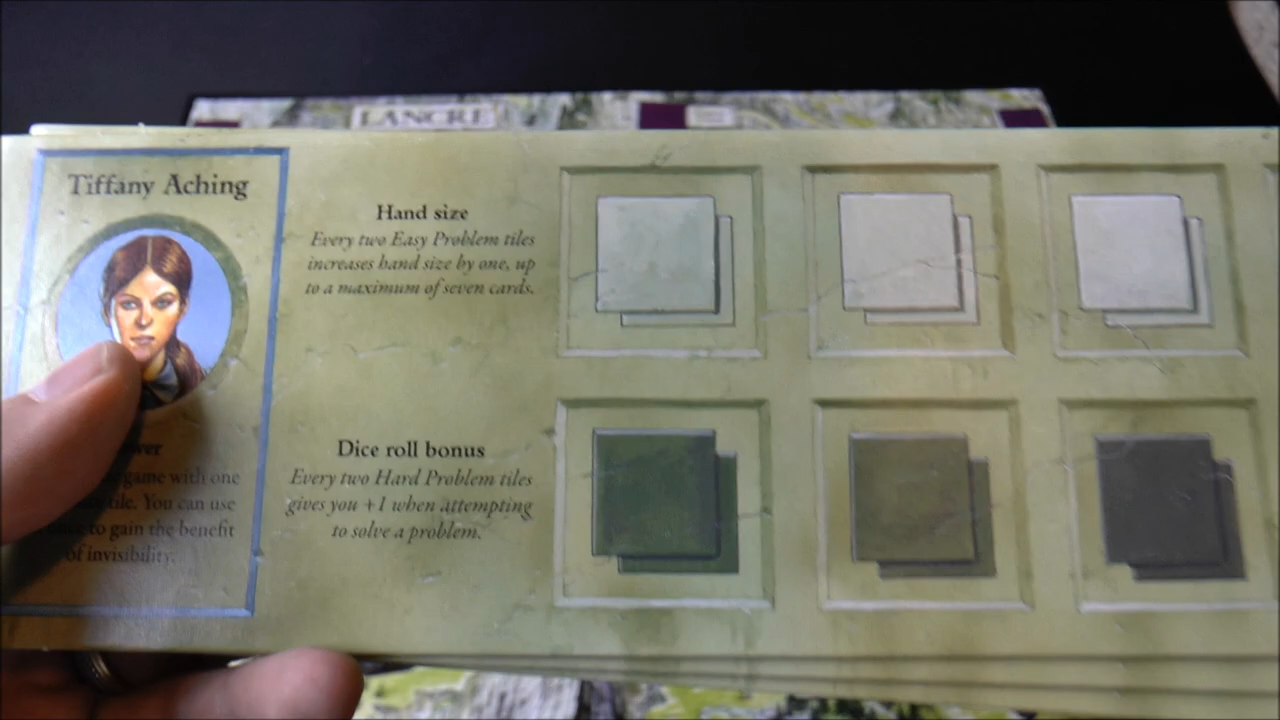 LANCRE
Tiffany Aching
Hand size
Every two Easy Problem tiles
increases hand size by one, up
to a maximum of seven cards.
Dice roll bonus
Every two Hard Problem tiles
gives you +1 when attempting
to solve a problem.
game with one
tile. You can use
to gain the benefit
of invisibility.